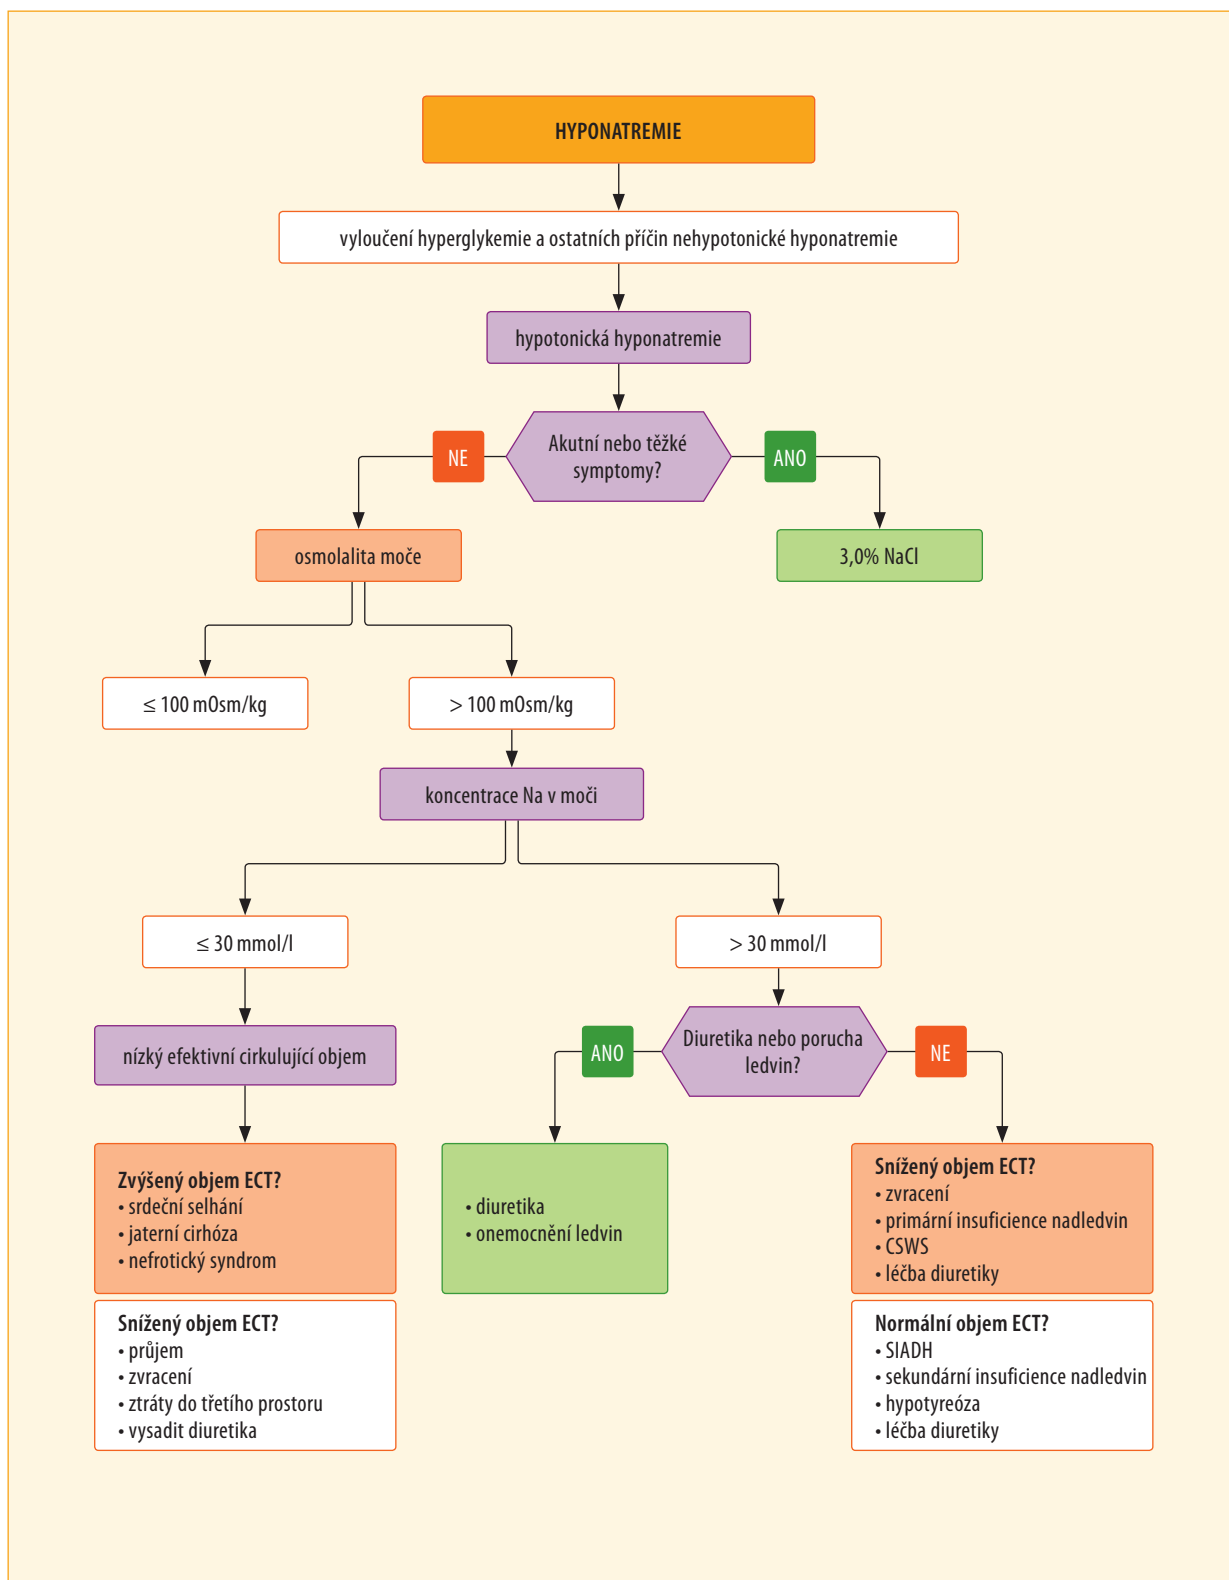 HYPONATREMIE
vyloučení hyperglykemie a ostatních příčin nehypotonické hyponatremie
hypotonická hyponatremie
Akutní nebo těžké
symptomy?
NE
ANO
osmolalita moče
3,0% NaCl
≤ 100 mOsm/kg
> 100 mOsm/kg
koncentrace Na v moči
≤ 30 mmol/l
> 30 mmol/l
nízký efektivní cirkulující objem
ANO
Diuretika nebo porucha
ledvin?
NE
Zvýšený objem ECT?
• srdeční selhání
• jaterní cirhóza
• nefrotický syndrom
• diuretika
• onemocnění ledvin
Snížený objem ECT?
• zvracení
• primární insuficience nadledvin
• CSWS
• léčba diuretiky
Snížený objem ECT?
• průjem
• zvracení
• ztráty do třetího prostoru
• vysadit diuretika
Normální objem ECT?
• SIADH
• sekundární insuficience nadledvin
• hypotyreóza
• léčba diuretiky